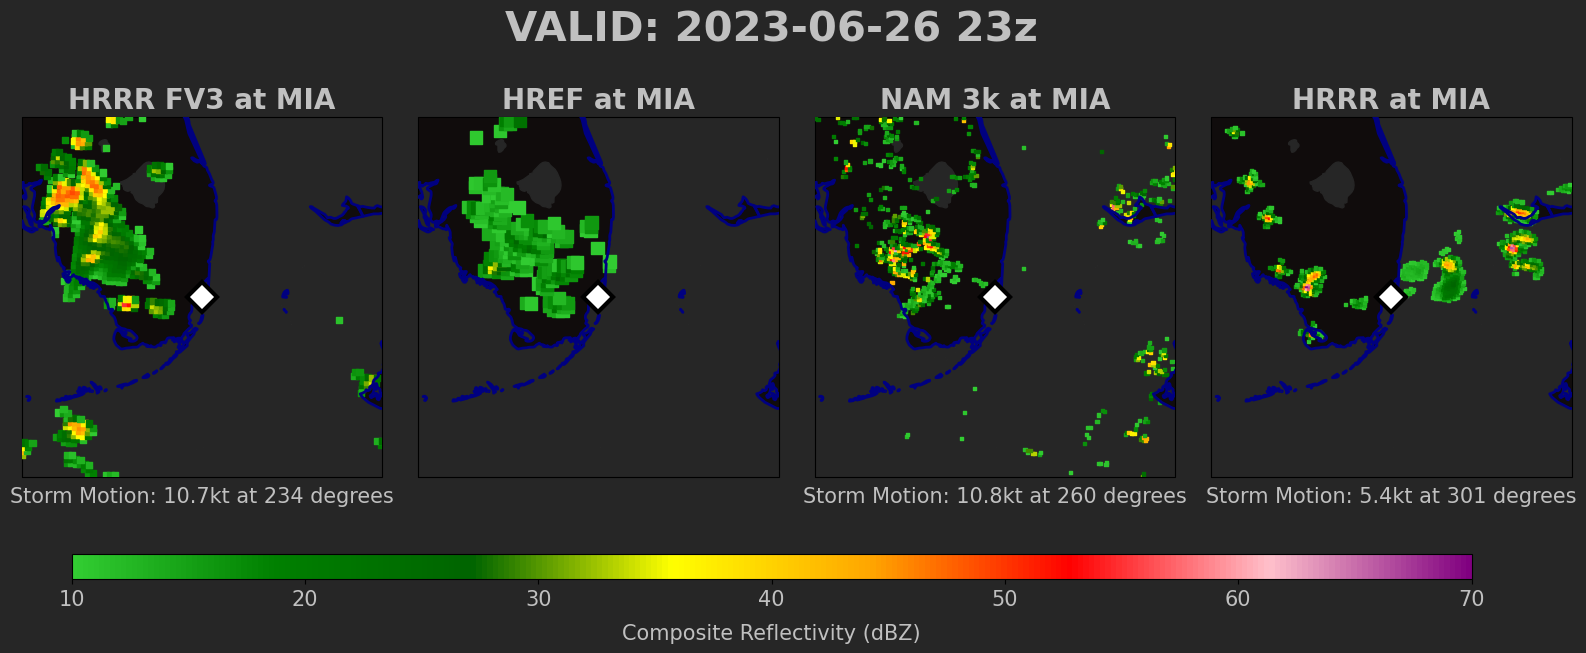 VALID: 2023-06-26 23z
HRRR FV3 at MIA
HREF at MIA
NAM 3k at MIA
HRRR at MIA
Storm Motion: 10.7kt at 234 degrees
Storm Motion: 10.8kt at 260 degrees
Storm Motion: 5.4kt at 301 degrees
10 20 30 40 50 60 70
Composite Reflectivity (dBZ)